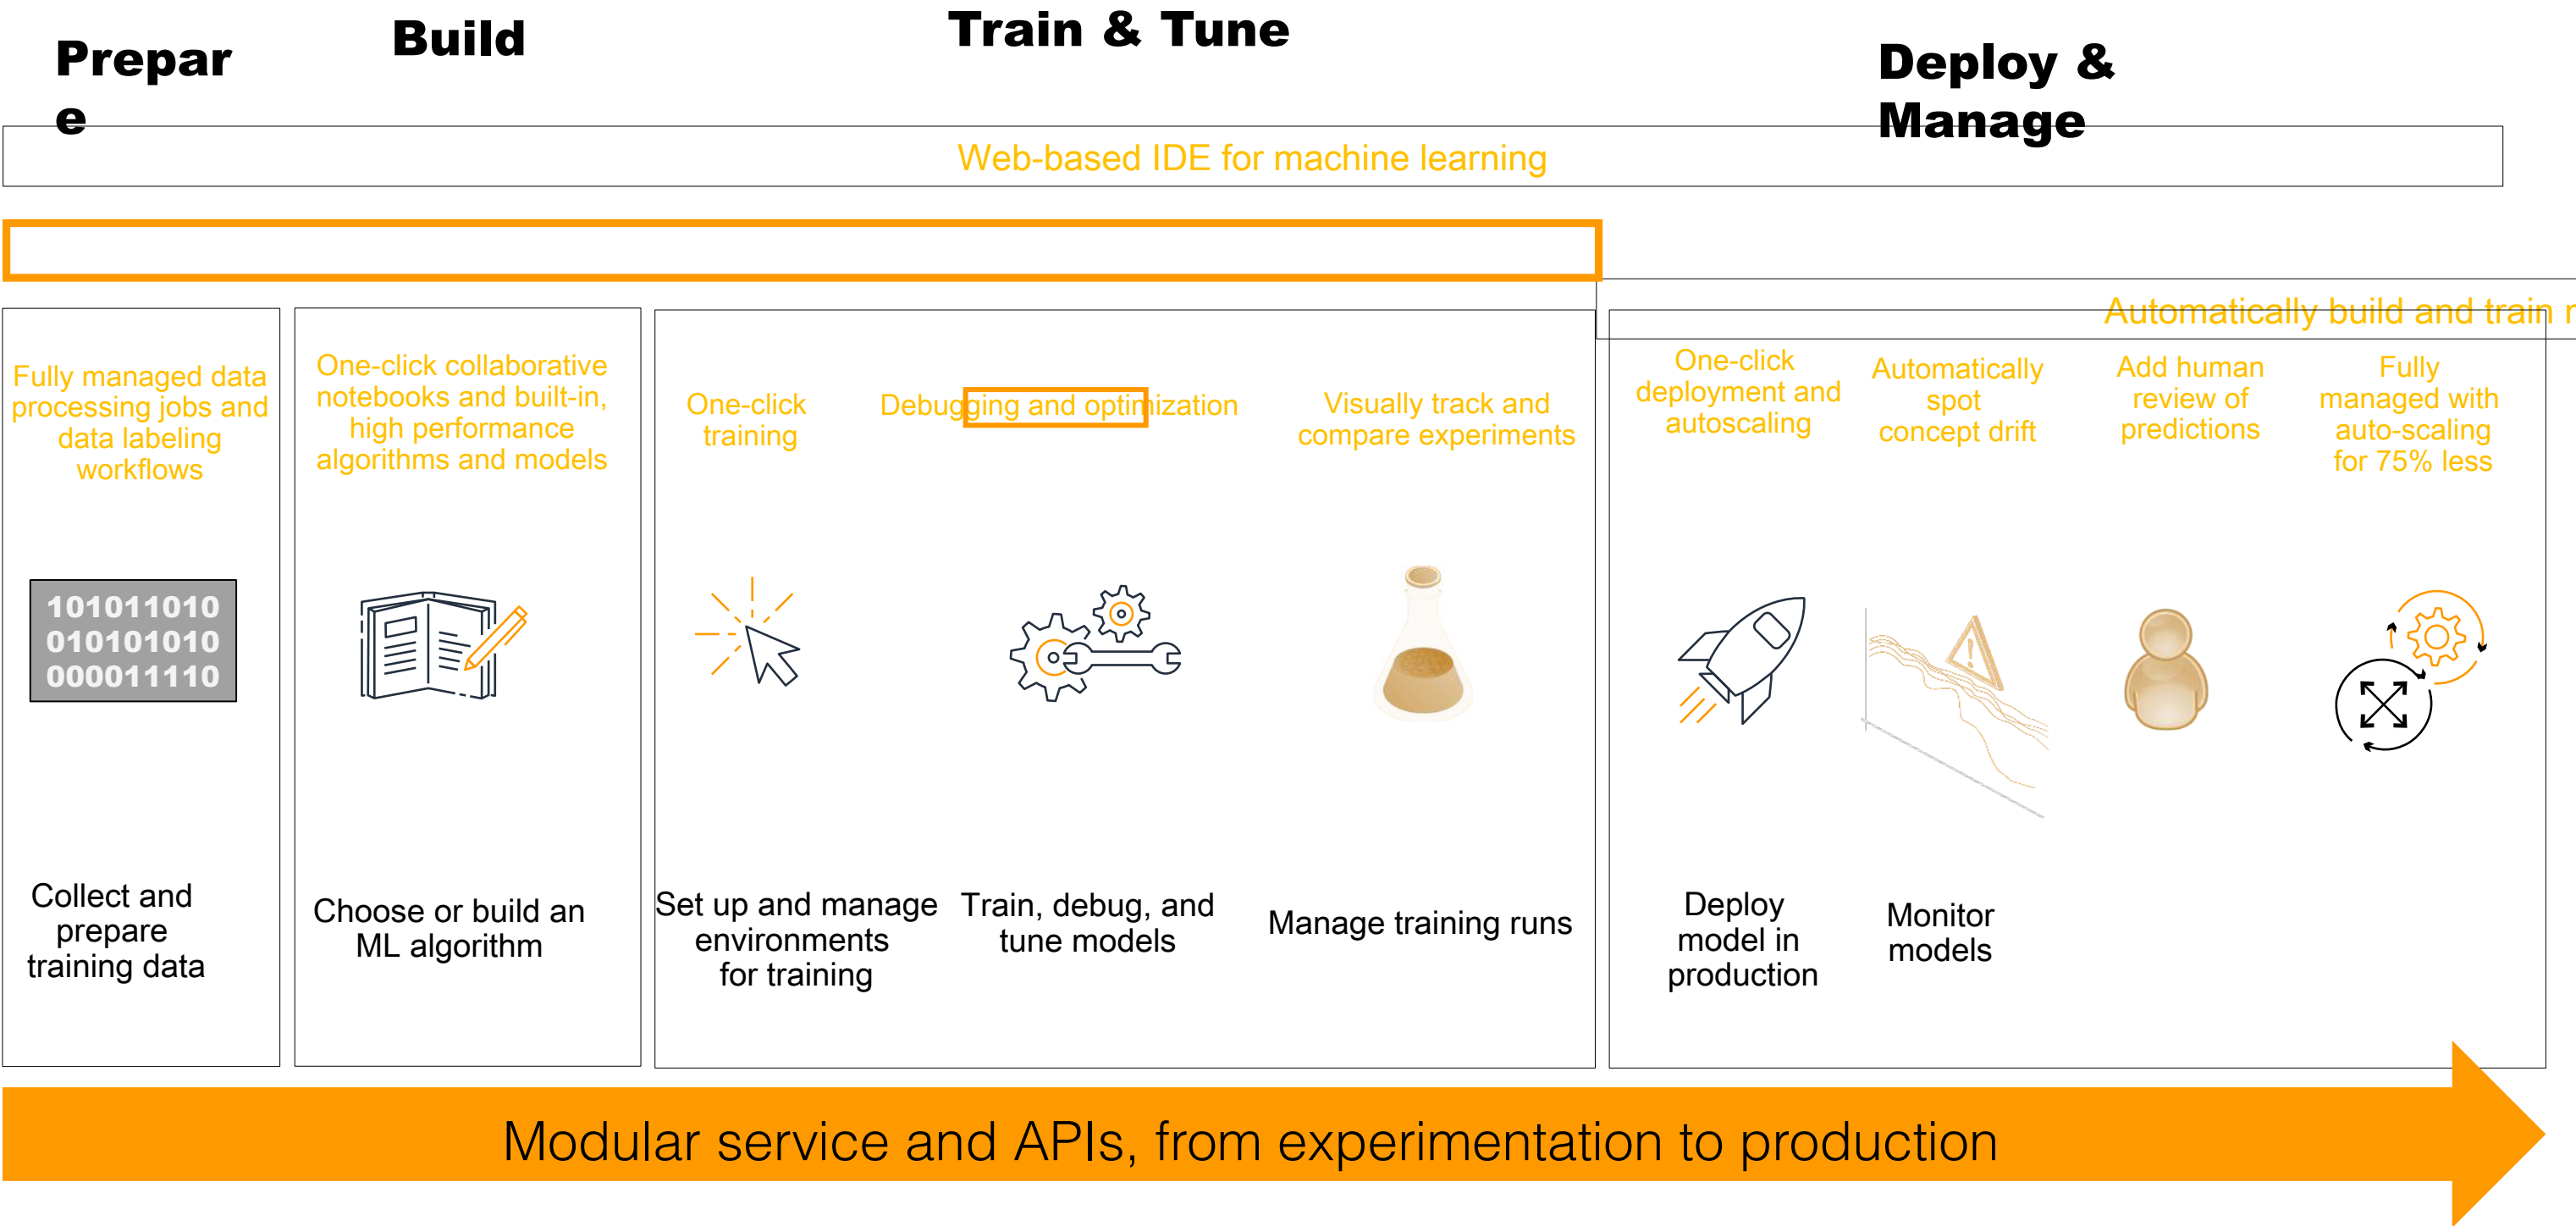 Prepar
e
Build
Train & Tune
Deploy &
Manage
Web-based IDE for machine learning
Automatically build and train
Fully managed data
processing jobs and
data labeling
workflows
One-click collaborative
notebooks and built-in,
high performance
algorithms and models
One-click
training
Debugging and optimization
Visually track and
compare experiments
One-click
deployment and
autoscaling
Automatically
spot
concept drift
Add human
review of
predictions
Fully
managed with
auto-scaling
for 75% less
101011010
010101010
000011110
Collect and
prepare
training data
Choose or build an
ML algorithm
Set up and manage
environments
for training
Train, debug, and
tune models
Manage training runs
Deploy
model in
production
Monitor
models
Modular service and APIs, from experimentation to production